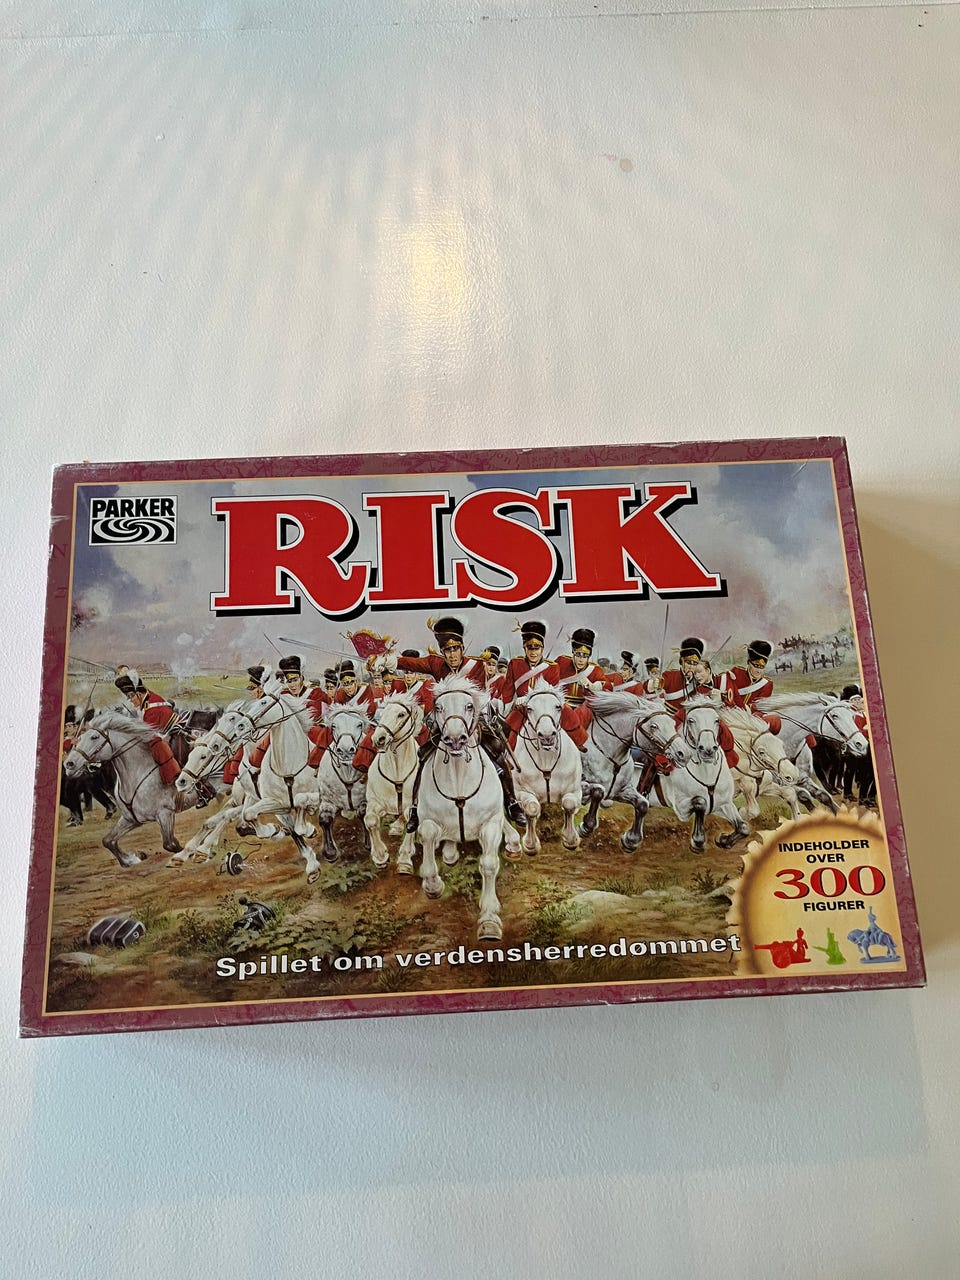 PARKER
RISK
INDEHOLDER
OVER
300
FIGURER
Spillet om verdensherredømmet